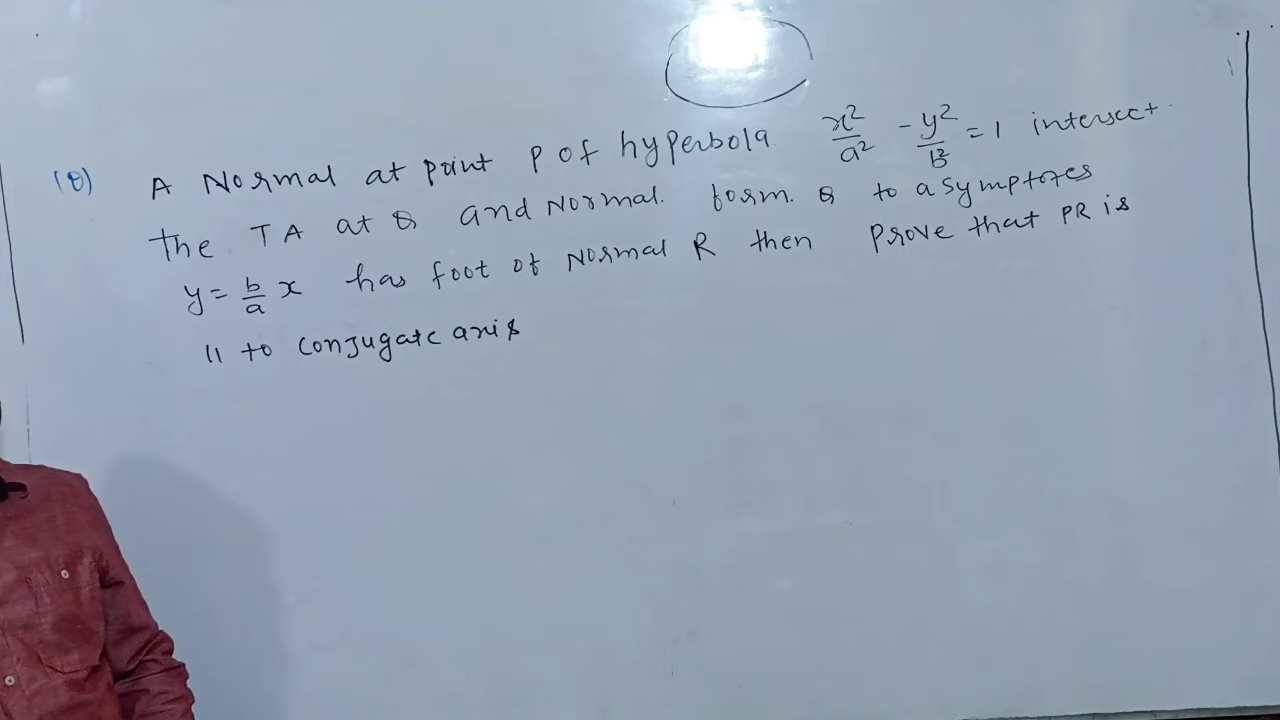 (Q) A Normal at point P of hyperbola x²/a² - y²/b² = 1 intersect
the TA at Q and Normal form. Q to asymptotes
y = b/a x has foot of Normal R then Prove that PR is
|| to conjugate axis